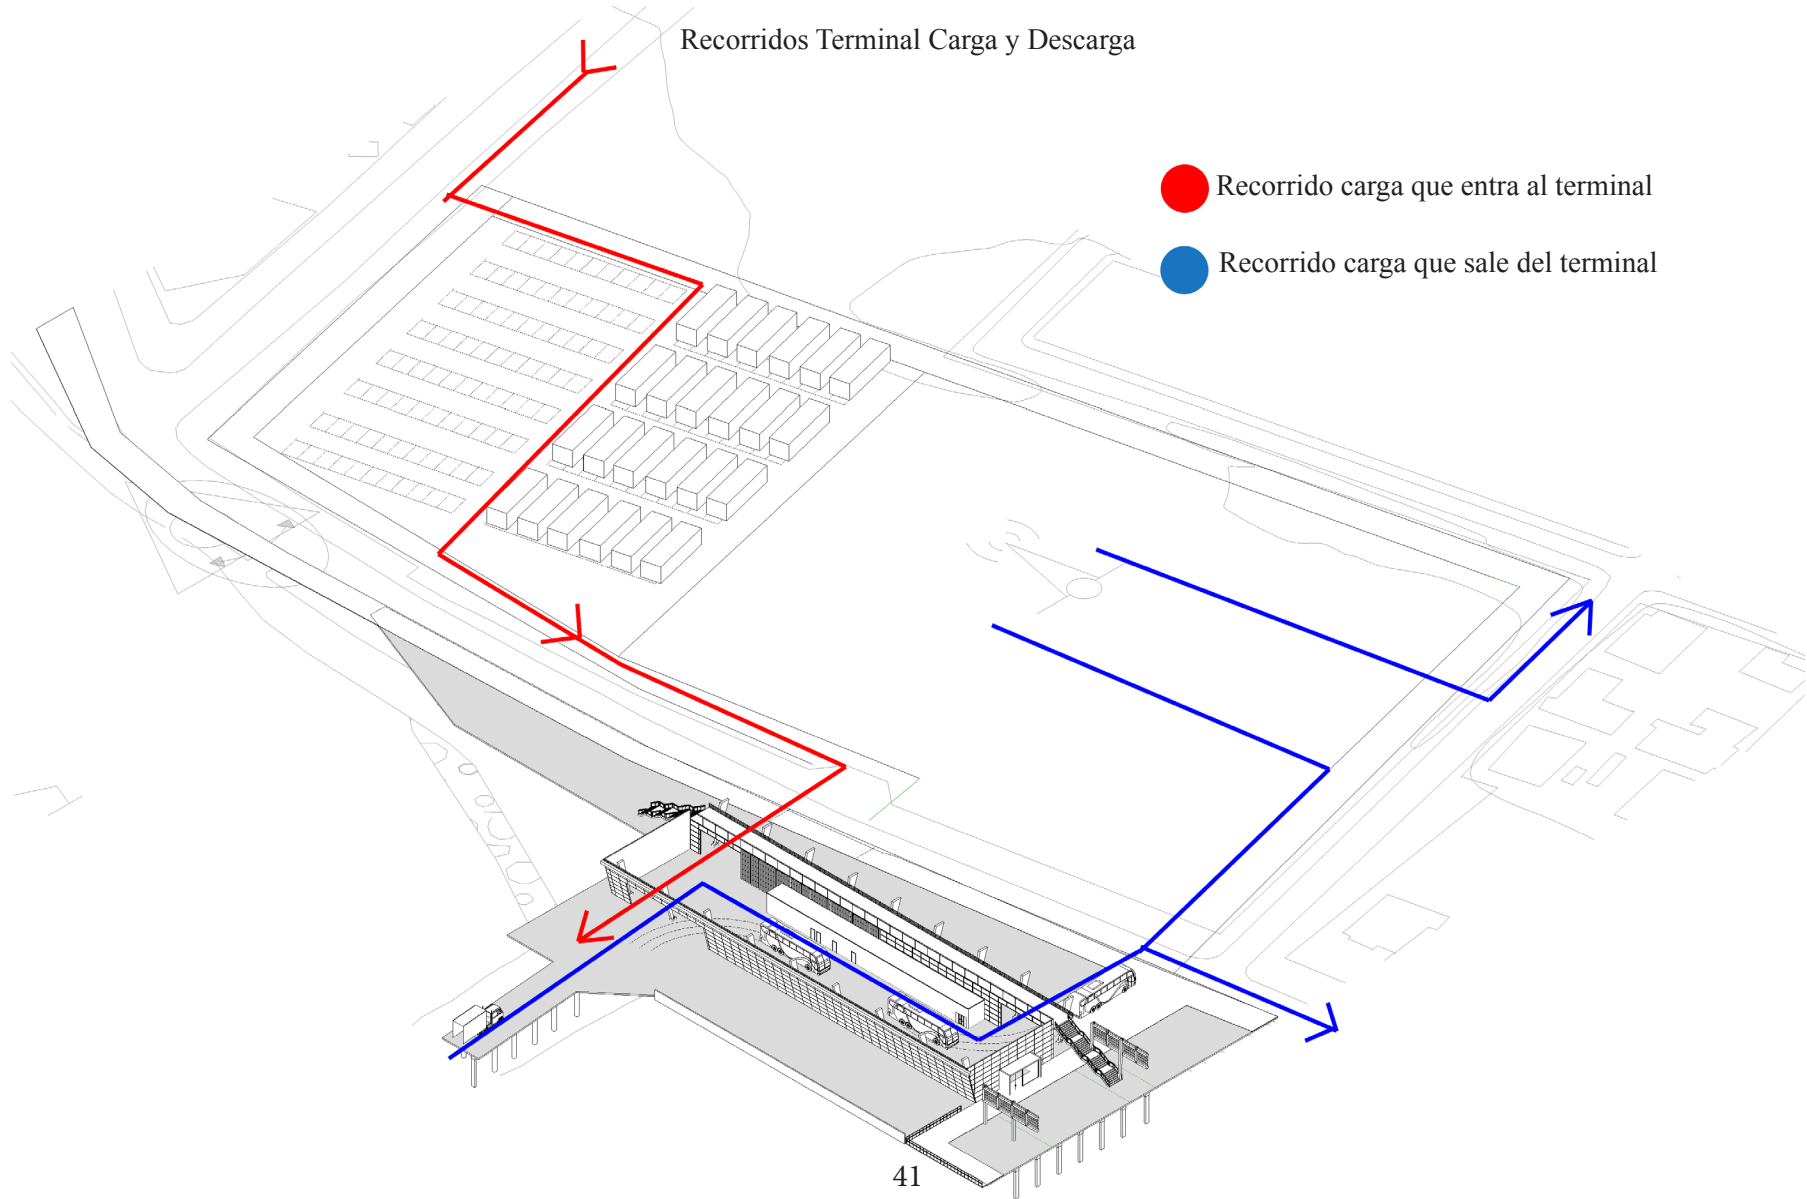 Recorridos Terminal Carga y Descarga
Recorrido carga que entra al terminal
Recorrido carga que sale del terminal
41